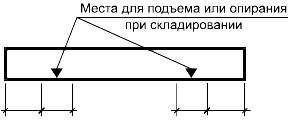 Места для подъема или опирания
при складировании